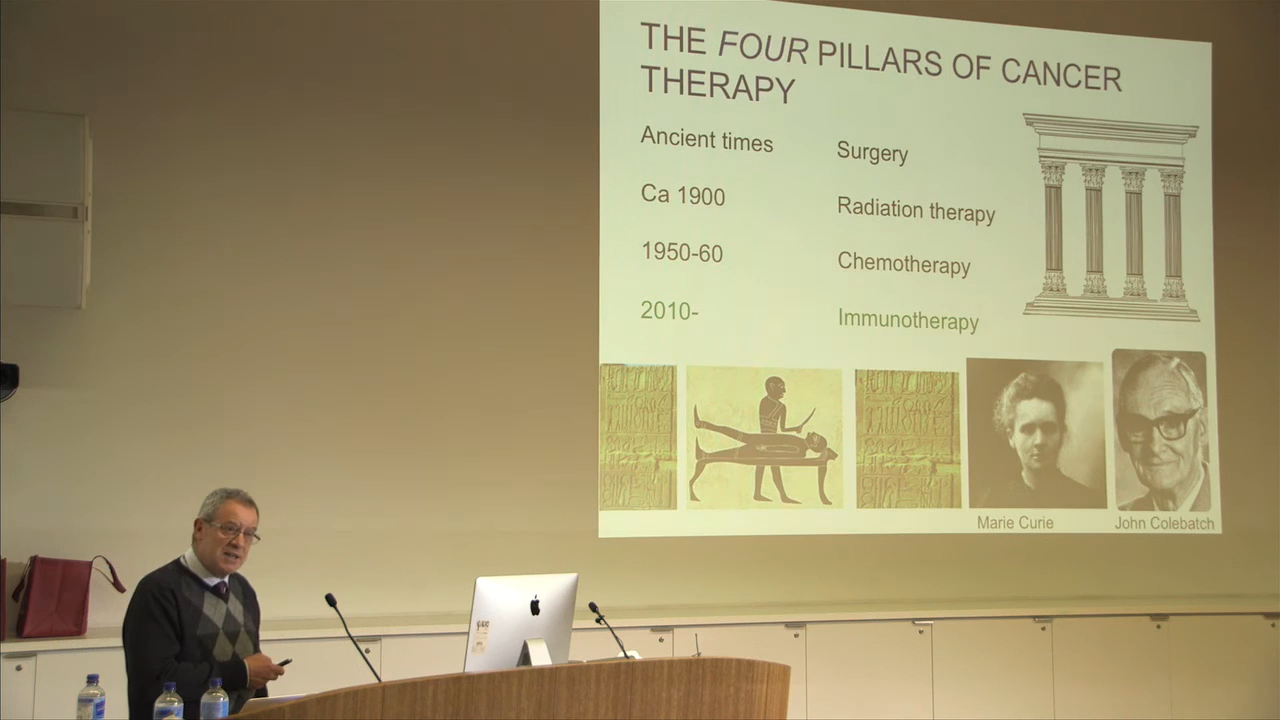 THE FOUR PILLARS OF CANCER
THERAPY
Ancient times Surgery
Ca 1900 Radiation therapy
1950-60 Chemotherapy
2010- Immunotherapy
Marie Curie John Colebatch